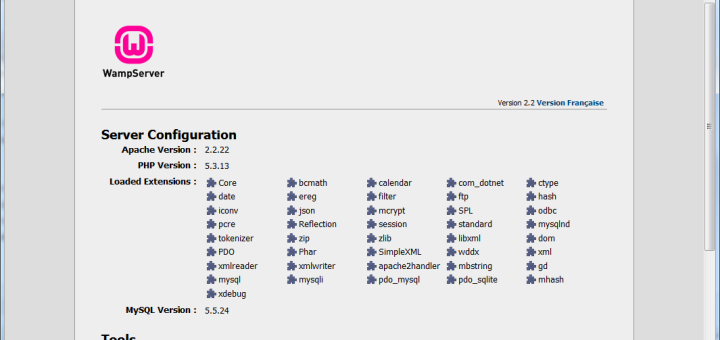 W
WampServer
Version 2.2 Version Française
Server Configuration
Apache Version : 2.2.22
PHP Version : 5.3.13
Loaded Extensions : Core bcmath calendar com_dotnet ctype
date ereg filter ftp hash
iconv json mcrypt SPL odbc
pcre Reflection session standard mysqlnd
tokenizer zip zlib libxml dom
PDO Phar SimpleXML wddx xml
xmlreader xmlwriter apache2handler mbstring gd
mysql mysqli pdo_mysql pdo_sqlite mhash
xdebug
MySQL Version : 5.5.24
Tools